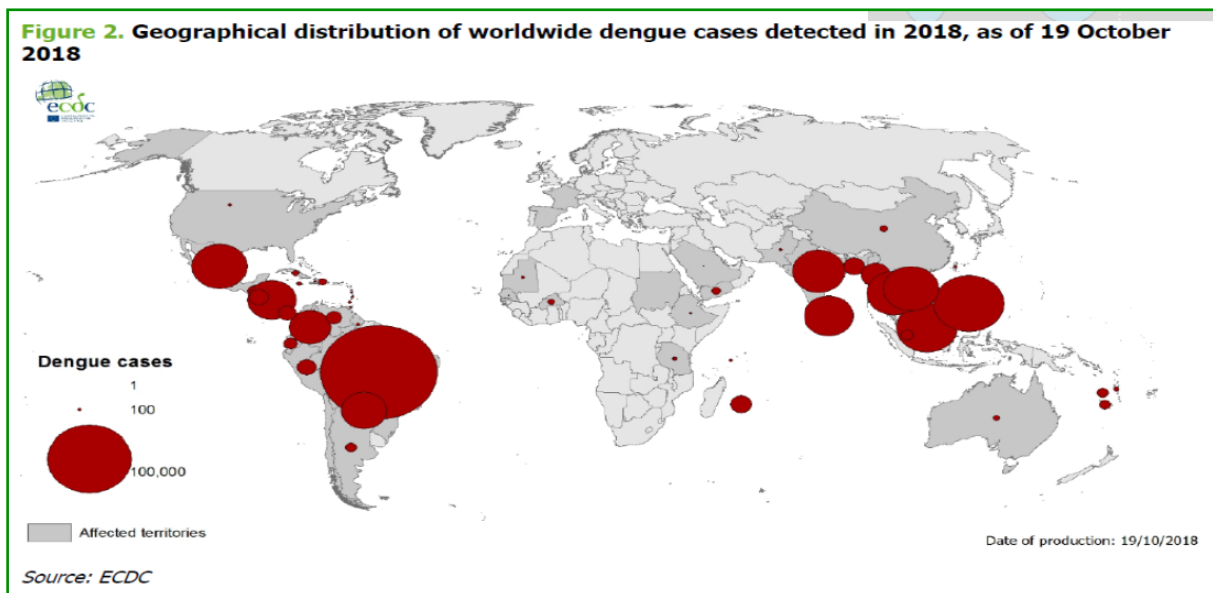 Figure 2. Geographical distribution of worldwide dengue cases detected in 2018, as of 19 October
2018
ecdc
Dengue cases
1
100
100,000
Affected territories
Date of production: 19/10/2018
Source: ECDC